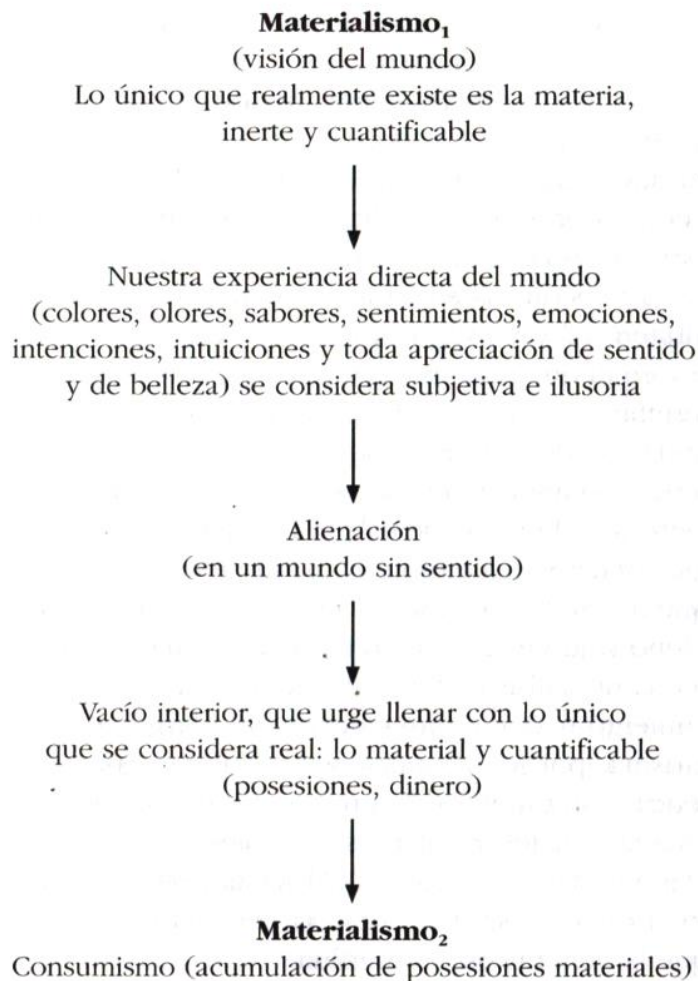 Materialismo₁
(visión del mundo)
Lo único que realmente existe es la materia,
inerte y cuantificable
Nuestra experiencia directa del mundo
(colores, olores, sabores, sentimientos, emociones,
intenciones, intuiciones y toda apreciación de sentido
y de belleza) se considera subjetiva e ilusoria
Alienación
(en un mundo sin sentido)
Vacío interior, que urge llenar con lo único
que se considera real: lo material y cuantificable
(posesiones, dinero)
Materialismo₂
Consumismo (acumulación de posesiones materiales)